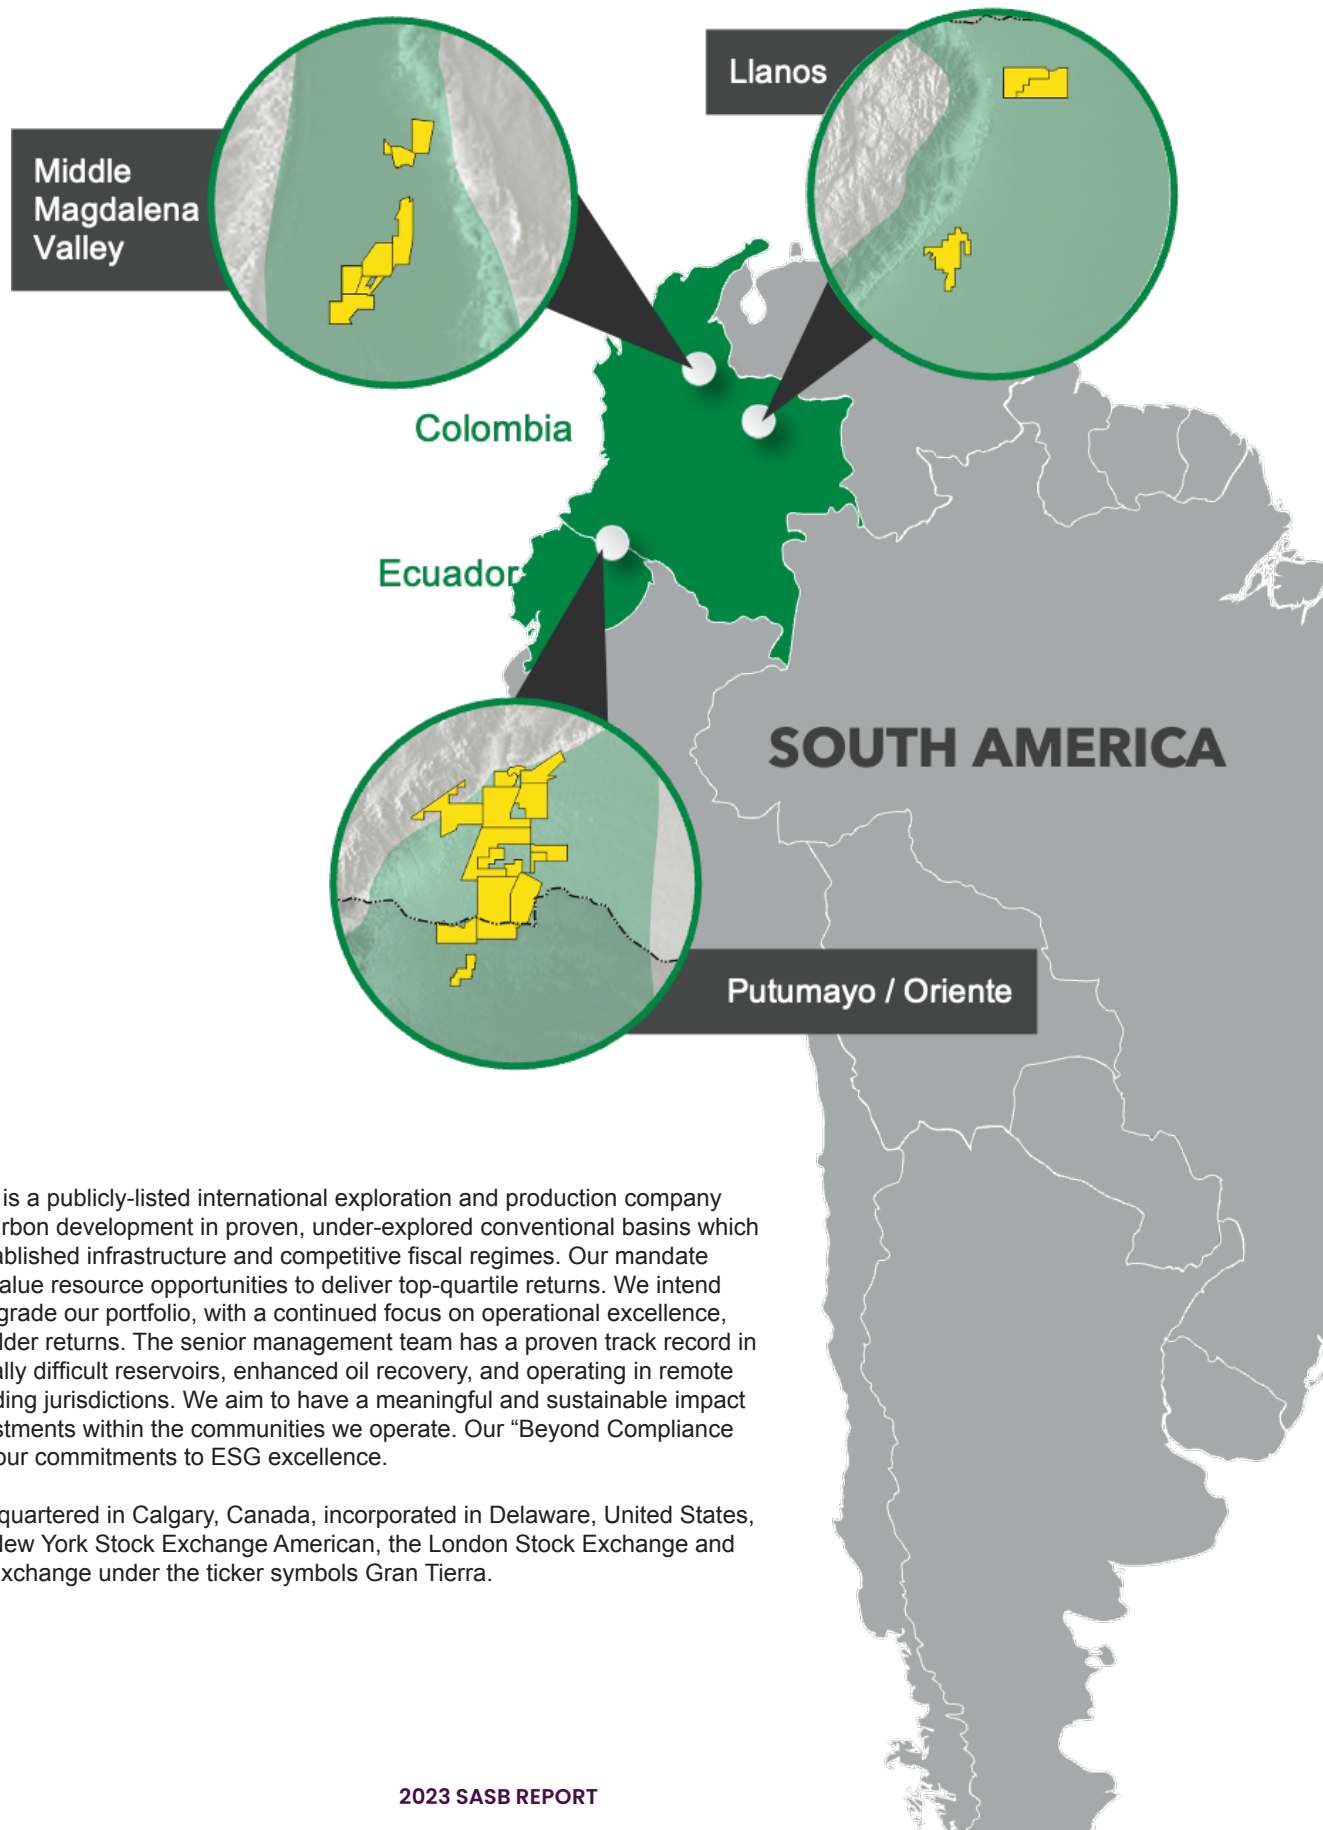 Llanos
Middle
Magdalena
Valley
Colombia
Ecuador
SOUTH AMERICA
Putumayo / Oriente
is a publicly-listed international exploration and production company
rbon development in proven, under-explored conventional basins which
ablished infrastructure and competitive fiscal regimes. Our mandate
alue resource opportunities to deliver top-quartile returns. We intend
grade our portfolio, with a continued focus on operational excellence,
lder returns. The senior management team has a proven track record in
ally difficult reservoirs, enhanced oil recovery, and operating in remote
ding jurisdictions. We aim to have a meaningful and sustainable impact
stments within the communities we operate. Our “Beyond Compliance
our commitments to ESG excellence.
quartered in Calgary, Canada, incorporated in Delaware, United States,
New York Stock Exchange American, the London Stock Exchange and
xchange under the ticker symbols Gran Tierra.
2023 SASB REPORT